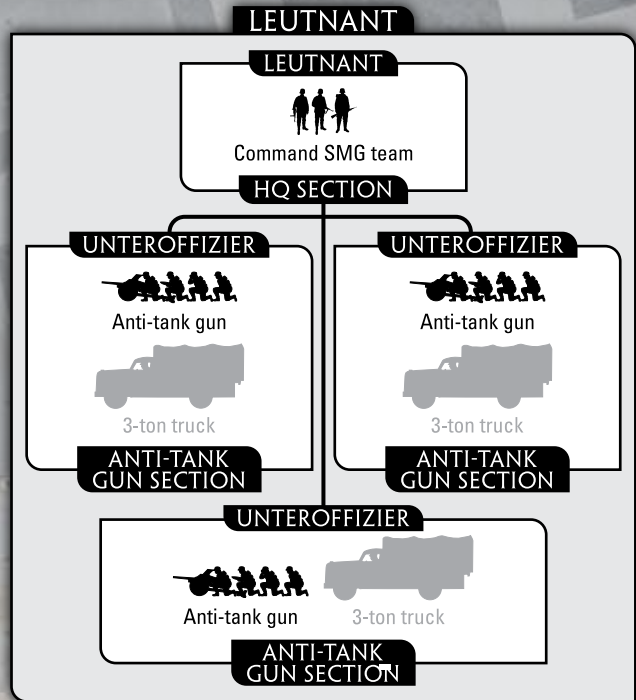 LEUTNANT
LEUTNANT
Command SMG team
HQ SECTION
UNTEROFFIZIER
Anti-tank gun
3-ton truck
ANTI-TANK
GUN SECTION
UNTEROFFIZIER
Anti-tank gun
3-ton truck
ANTI-TANK
GUN SECTION
UNTEROFFIZIER
Anti-tank gun
3-ton truck
ANTI-TANK
GUN SECTION